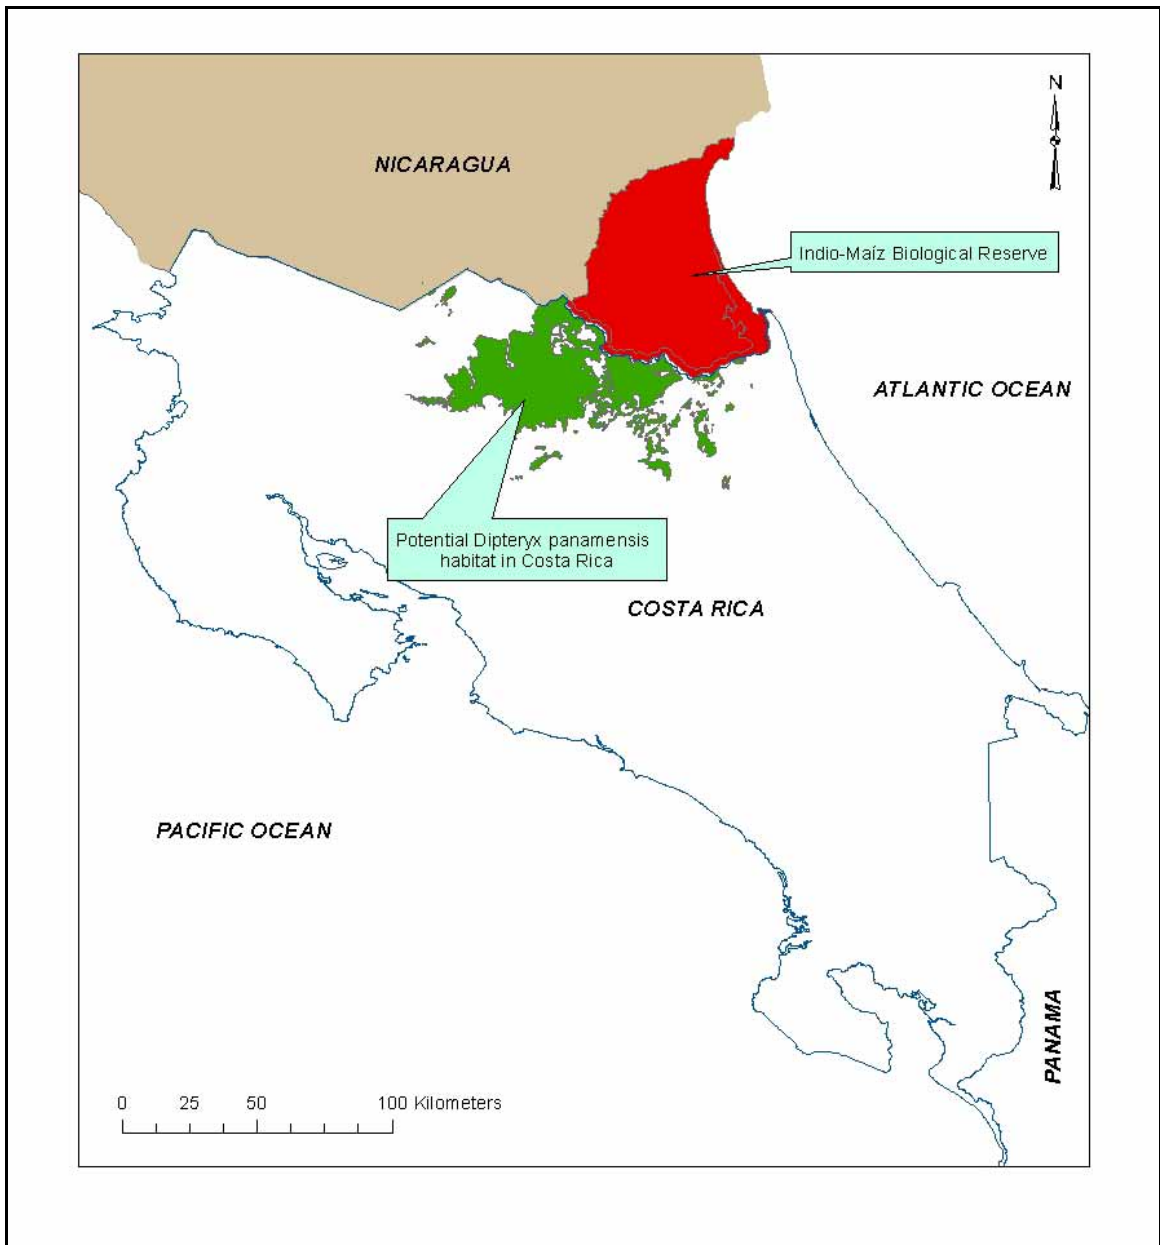 N
NICARAGUA
Indio-Maíz Biological Reserve
ATLANTIC OCEAN
Potential Dipteryx panamensis
habitat in Costa Rica
COSTA RICA
PACIFIC OCEAN
PANAMA
0 25 50 100 Kilometers